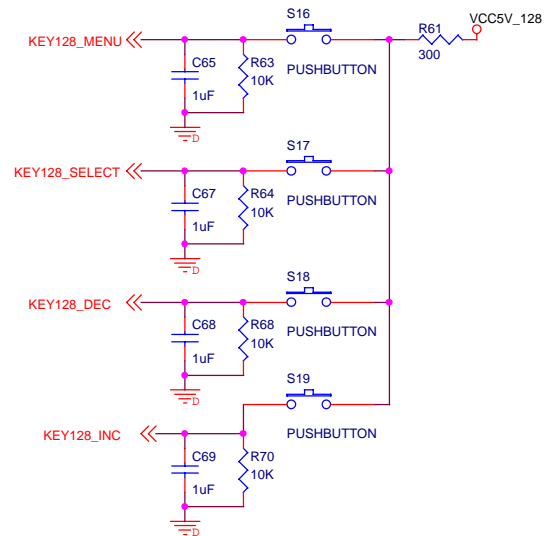 S16
R61
VCC5V_128
KEY128_MENU
C65
R63
300
10K
PUSHBUTTON
1uF
D
S17
KEY128_SELECT
C67
R64
10K
PUSHBUTTON
1uF
D
S18
KEY128_DEC
C68
R68
PUSHBUTTON
10K
1uF
S19
D
KEY128_INC
PUSHBUTTON
C69
R70
10K
1uF
D